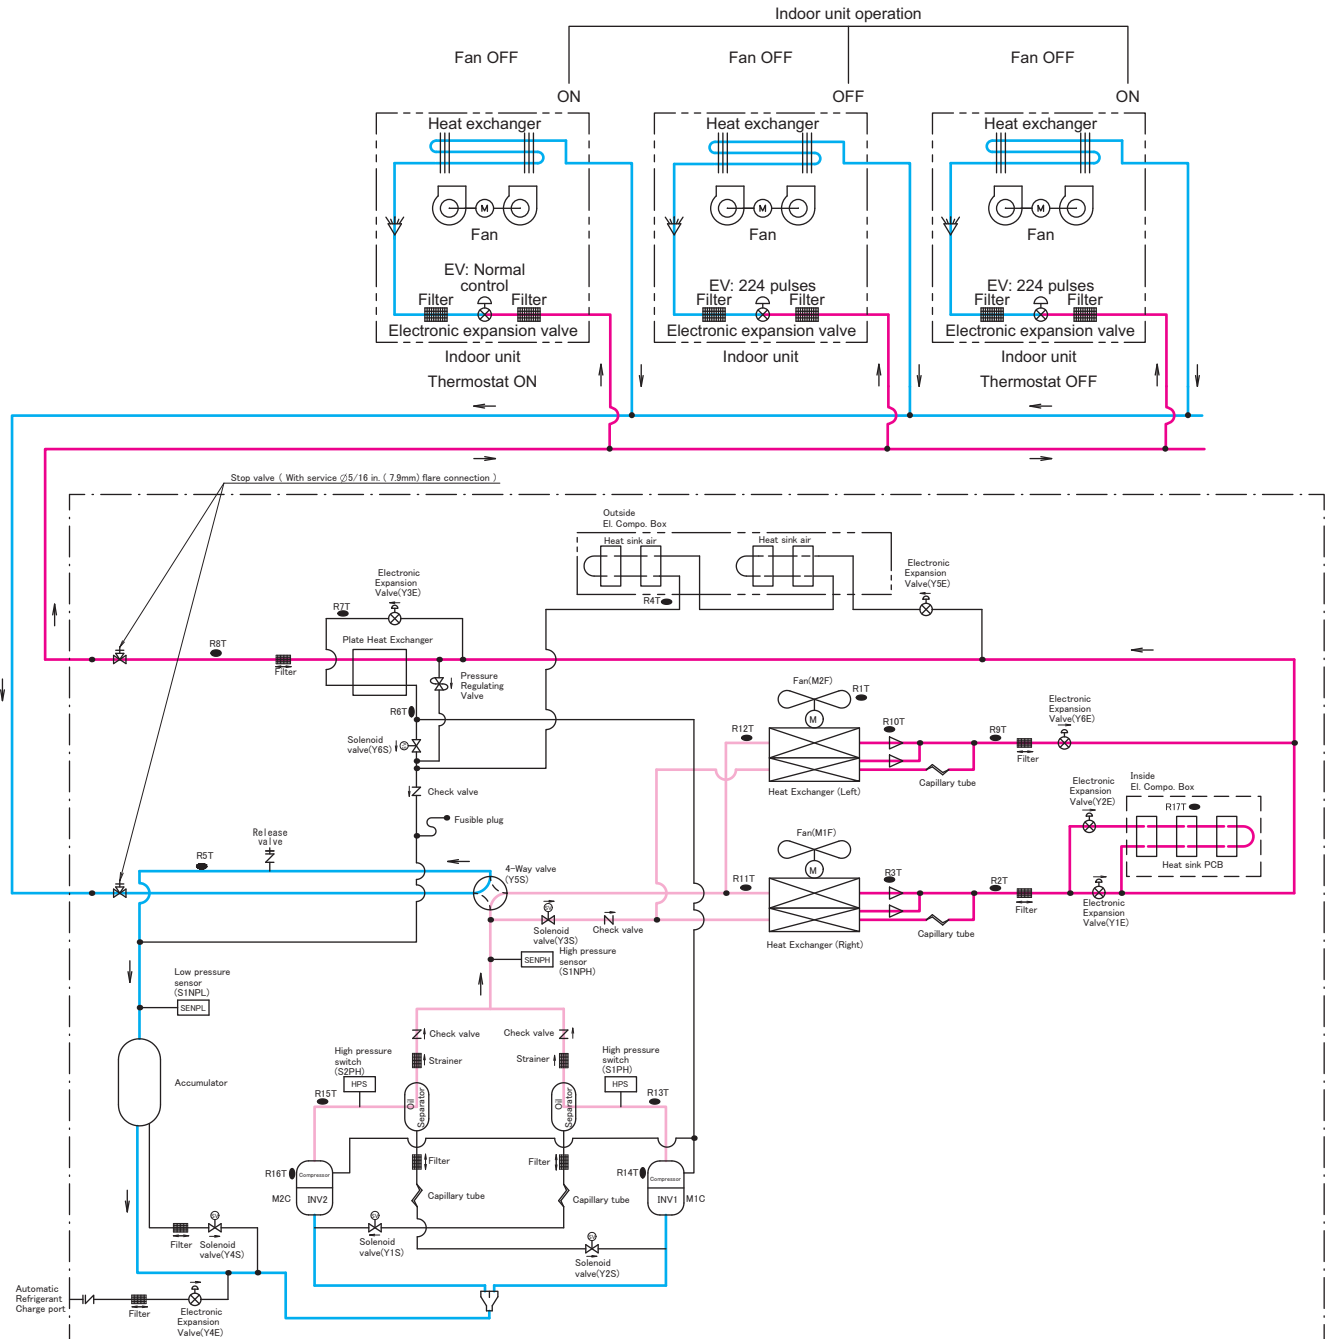 Indoor unit operation
Fan OFF
Fan OFF
Fan OFF
ON
OFF
ON
Heat exchanger
Heat exchanger
Heat exchanger
M
M
M
Fan
Fan
Fan
EV: Normal
control
EV: 224 pulses
EV: 224 pulses
Filter
Filter
Filter
Filter
Filter
Filter
Electronic expansion valve
Electronic expansion valve
Electronic expansion valve
Indoor unit
Indoor unit
Indoor unit
Thermostat ON
Thermostat OFF
Stop valve ( With service ∅5/16 in. ( 7.9mm) flare connection )
Outside
El. Compo. Box
Heat sink air
Heat sink air
R4T
Electronic
Expansion
Valve(Y5E)
Electronic
Expansion
Valve(Y3E)
R7T
R8T
Plate Heat Exchanger
Filter
Pressure
Regulating
Valve
R6T
Solenoid
valve(Y6S)
SV
Check valve
Fusible plug
Fan(M2F)
R1T
M
R12T
R10T
R9T
Electronic
Expansion
Valve(Y6E)
Filter
Capillary tube
Heat Exchanger (Left)
Electronic
Expansion
Valve(Y2E)
Inside
El. Compo. Box
R17T
Heat sink PCB
Fan(M1F)
M
R11T
R3T
R2T
Filter
Electronic
Expansion
Valve(Y1E)
Capillary tube
Heat Exchanger (Right)
Release
valve
R5T
4-Way valve
(Y5S)
SV
Solenoid
valve(Y3S)
Check valve
SENPH
High pressure
sensor
(S1NPH)
Low pressure
sensor
(S1NPL)
SENPL
Accumulator
Check valve
Check valve
Strainer
Strainer
High pressure
switch
(S2PH)
HPS
High pressure
switch
(S1PH)
HPS
R15T
R13T
Oil
Separator
Oil
Separator
R16T
Compressor
INV2
M2C
Filter
Filter
R14T
Compressor
INV1
M1C
Capillary tube
Capillary tube
SV
Solenoid
valve(Y1S)
SV
Solenoid
valve(Y2S)
SV
Filter
Solenoid
valve(Y4S)
Automatic
Refrigerant
Charge port
Filter
Electronic
Expansion
Valve(Y4E)